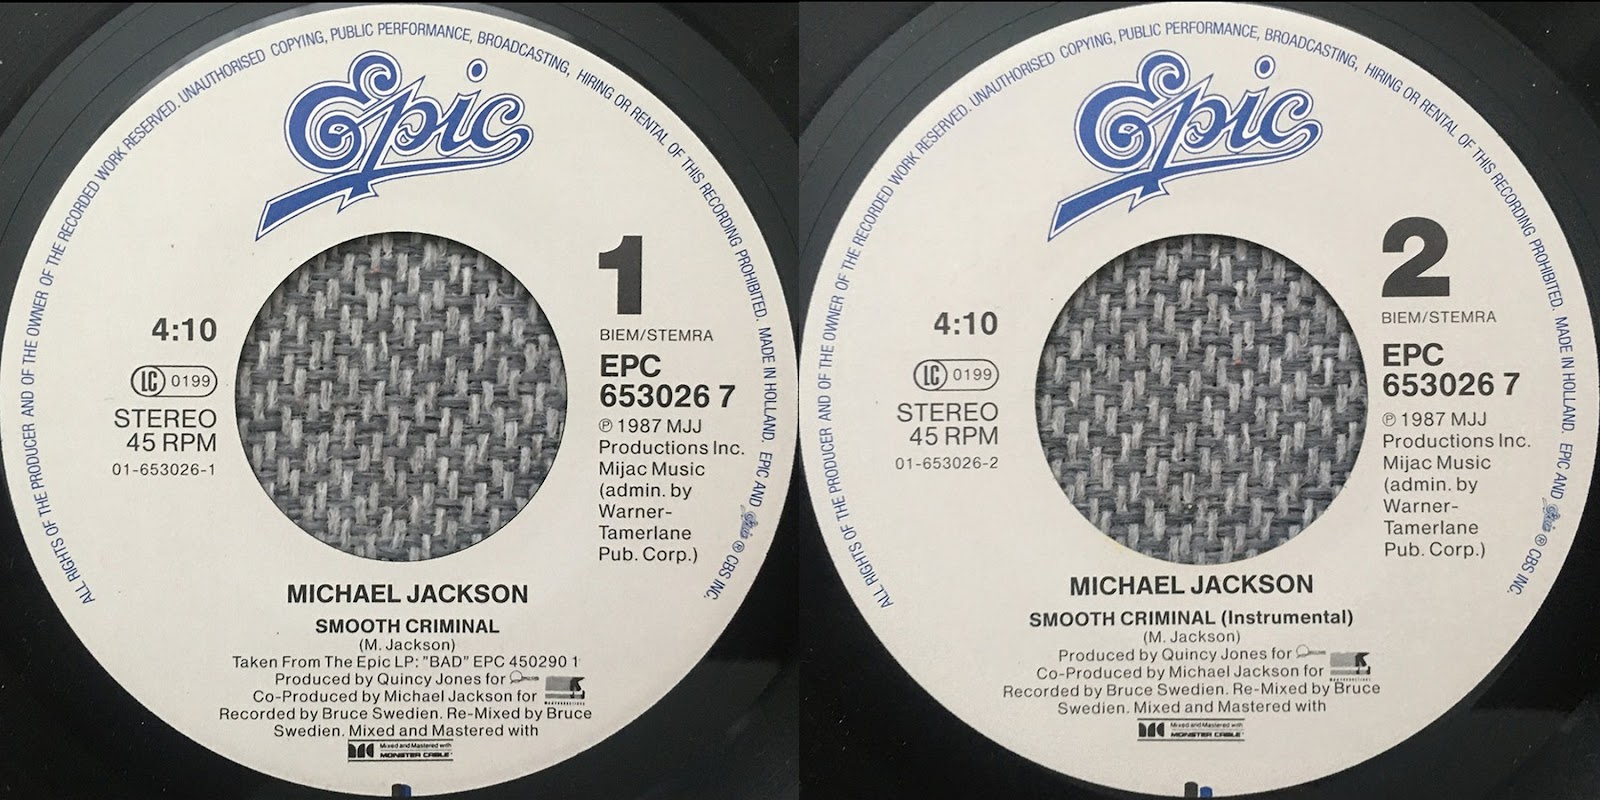 ALL RIGHTS OF THE PRODUCER AND OF THE OWNER OF THE RECORDED WORK RESERVED. UNAUTHORISED COPYING, PUBLIC PERFORMANCE, BROADCASTING, HIRING OR RENTAL OF THIS RECORDING PROHIBITED. MADE IN HOLLAND. EPIC AND Epic ® CBS INC.
Epic
1
BIEM/STEMRA
4:10
LC 0199
STEREO
45 RPM
01-653026-1
EPC
653026 7
℗ 1987 MJJ
Productions Inc.
Mijac Music
(admin. by
Warner-
Tamerlane
Pub. Corp.)
MICHAEL JACKSON
SMOOTH CRIMINAL
(M. Jackson)
Taken From The Epic LP: "BAD" EPC 450290 1
Produced by Quincy Jones for
Co-Produced by Michael Jackson for
Recorded by Bruce Swedien. Re-Mixed by Bruce
Swedien. Mixed and Mastered with
Mixed and Mastered with
MONSTER CABLE
ALL RIGHTS OF THE PRODUCER AND OF THE OWNER OF THE RECORDED WORK RESERVED. UNAUTHORISED COPYING, PUBLIC PERFORMANCE, BROADCASTING, HIRING OR RENTAL OF THIS RECORDING PROHIBITED. MADE IN HOLLAND. EPIC AND Epic ® CBS INC.
Epic
2
BIEM/STEMRA
4:10
LC 0199
STEREO
45 RPM
01-653026-2
EPC
653026 7
℗ 1987 MJJ
Productions Inc.
Mijac Music
(admin. by
Warner-
Tamerlane
Pub. Corp.)
MICHAEL JACKSON
SMOOTH CRIMINAL (Instrumental)
(M. Jackson)
Produced by Quincy Jones for
Co-Produced by Michael Jackson for
Recorded by Bruce Swedien. Re-Mixed by Bruce
Swedien. Mixed and Mastered with
Mixed and Mastered with
MONSTER CABLE